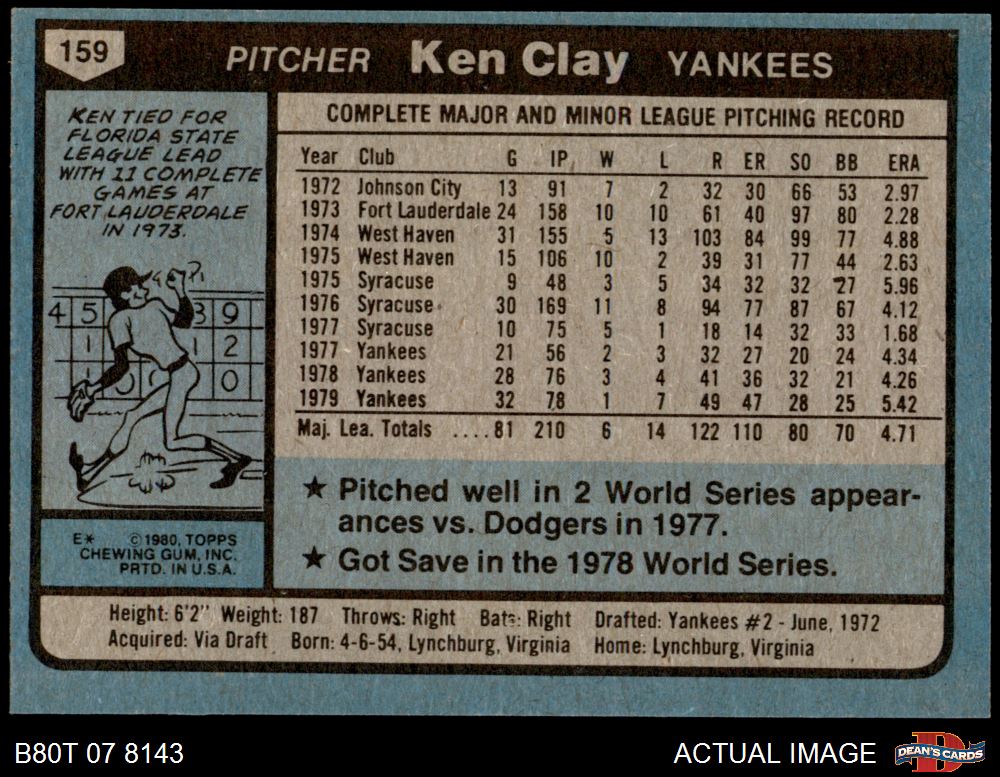 159 PITCHER Ken Clay YANKEES
KEN TIED FOR
FLORIDA STATE
LEAGUE LEAD
WITH 11 COMPLETE
GAMES AT
FORT LAUDERDALE
IN 1973.
4 5 3 9
1 1 2
1 0 0 0
E* © 1980, TOPPS
CHEWING GUM, INC.
PRTD. IN U.S.A.
COMPLETE MAJOR AND MINOR LEAGUE PITCHING RECORD
Year Club G IP W L R ER SO BB ERA
1972 Johnson City 13 91 7 2 32 30 66 53 2.97
1973 Fort Lauderdale 24 158 10 10 61 40 97 80 2.28
1974 West Haven 31 155 5 13 103 84 99 77 4.88
1975 West Haven 15 106 10 2 39 31 77 44 2.63
1975 Syracuse 9 48 3 5 34 32 32 27 5.96
1976 Syracuse 30 169 11 8 94 77 87 67 4.12
1977 Syracuse 10 75 5 1 18 14 32 33 1.68
1977 Yankees 21 56 2 3 32 27 20 24 4.34
1978 Yankees 28 76 3 4 41 36 32 21 4.26
1979 Yankees 32 78 1 7 49 47 28 25 5.42
Maj. Lea. Totals ....81 210 6 14 122 110 80 70 4.71
★ Pitched well in 2 World Series appear-
ances vs. Dodgers in 1977.
★ Got Save in the 1978 World Series.
Height: 6'2" Weight: 187 Throws: Right Bats: Right Drafted: Yankees #2 - June, 1972
Acquired: Via Draft Born: 4-6-54, Lynchburg, Virginia Home: Lynchburg, Virginia
B80T 07 8143 ACTUAL IMAGE DEAN'S CARDS